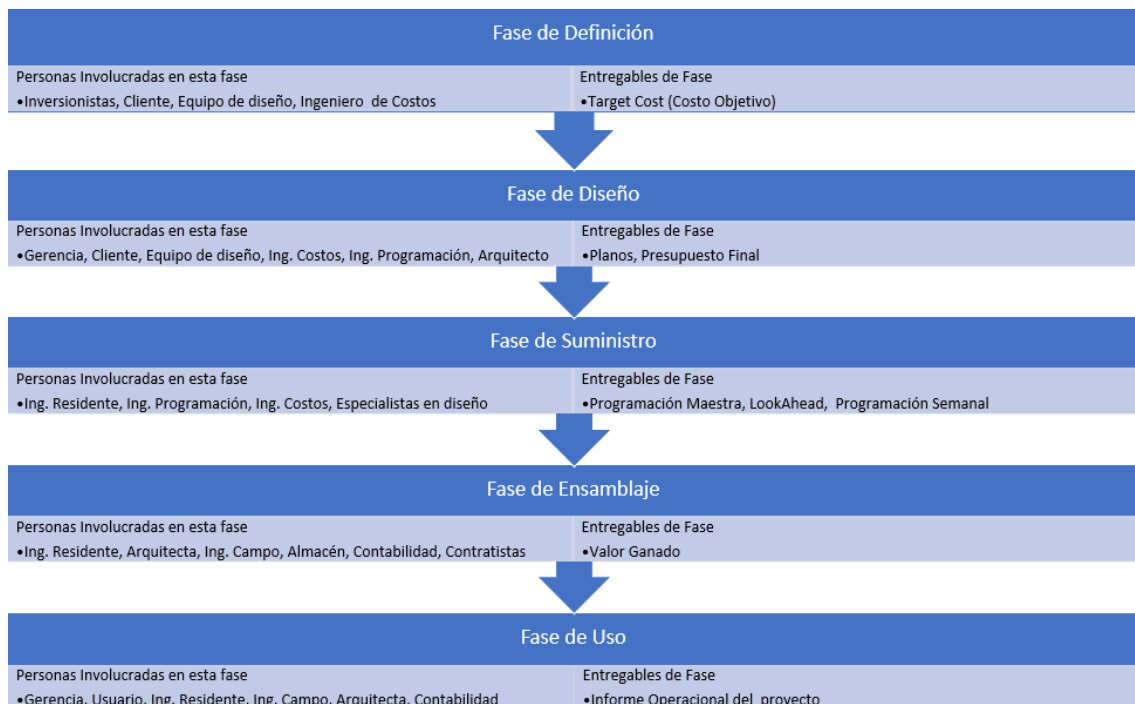 Fase de Definición
Personas Involucradas en esta fase
•Inversionistas, Cliente, Equipo de diseño, Ingeniero de Costos
Entregables de Fase
•Target Cost (Costo Objetivo)
Fase de Diseño
Personas Involucradas en esta fase
•Gerencia, Cliente, Equipo de diseño, Ing. Costos, Ing. Programación, Arquitecto
Entregables de Fase
•Planos, Presupuesto Final
Fase de Suministro
Personas Involucradas en esta fase
•Ing. Residente, Ing. Programación, Ing. Costos, Especialistas en diseño
Entregables de Fase
•Programación Maestra, LookAhead, Programación Semanal
Fase de Ensamblaje
Personas Involucradas en esta fase
•Ing. Residente, Arquitecta, Ing. Campo, Almacén, Contabilidad, Contratistas
Entregables de Fase
•Valor Ganado
Fase de Uso
Personas Involucradas en esta fase
•Gerencia, Usuario, Ing. Residente, Ing. Campo, Arquitecta, Contabilidad
Entregables de Fase
•Informe Operacional del proyecto